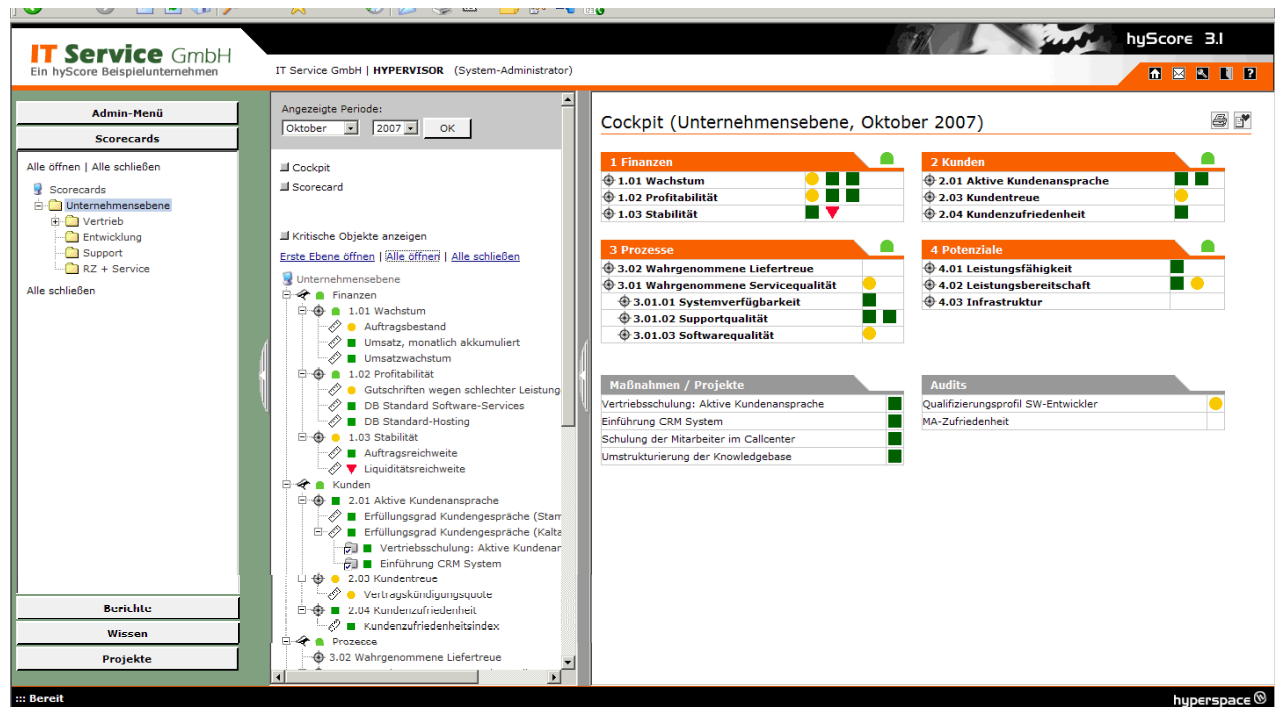 IT Service GmbH
Ein hyScore Beispielunternehmen
IT Service GmbH | HYPERVISOR (System-Administrator)
hyScore 3.1
Admin-Menü
Scorecards
Alle öffnen | Alle schließen
Scorecards
Unternehmensebene
Vertrieb
Entwicklung
Support
RZ + Service
Alle schließen
Berichte
Wissen
Projekte
Angezeigte Periode:
Oktober 2007 OK
Cockpit
Scorecard
Kritische Objekte anzeigen
Erste Ebene öffnen | Alle öffnen | Alle schließen
Unternehmensebene
Finanzen
1.01 Wachstum
Auftragsbestand
Umsatz, monatlich akkumuliert
Umsatzwachstum
1.02 Profitabilität
Gutschriften wegen schlechter Leistung
DB Standard Software-Services
DB Standard-Hosting
1.03 Stabilität
Auftragsreichweite
Liquiditätsreichweite
Kunden
2.01 Aktive Kundenansprache
Erfüllungsgrad Kundengespräche (Stam
Erfüllungsgrad Kundengespräche (Kalta
Vertriebsschulung: Aktive Kundenan
Einführung CRM System
2.03 Kundentreue
Vertragskündigungsquote
2.04 Kundenzufriedenheit
Kundenzufriedenheitsindex
Prozesse
3.02 Wahrgenommene Liefertreue
Cockpit (Unternehmensebene, Oktober 2007)
1 Finanzen
1.01 Wachstum
1.02 Profitabilität
1.03 Stabilität
2 Kunden
2.01 Aktive Kundenansprache
2.03 Kundentreue
2.04 Kundenzufriedenheit
3 Prozesse
3.02 Wahrgenommene Liefertreue
3.01 Wahrgenommene Servicequalität
3.01.01 Systemverfügbarkeit
3.01.02 Supportqualität
3.01.03 Softwarequalität
4 Potenziale
4.01 Leistungsfähigkeit
4.02 Leistungsbereitschaft
4.03 Infrastruktur
Maßnahmen / Projekte
Vertriebsschulung: Aktive Kundenansprache
Einführung CRM System
Schulung der Mitarbeiter im Callcenter
Umstrukturierung der Knowledgebase
Audits
Qualifizierungsprofil SW-Entwickler
MA-Zufriedenheit
::: Bereit
hyperspace